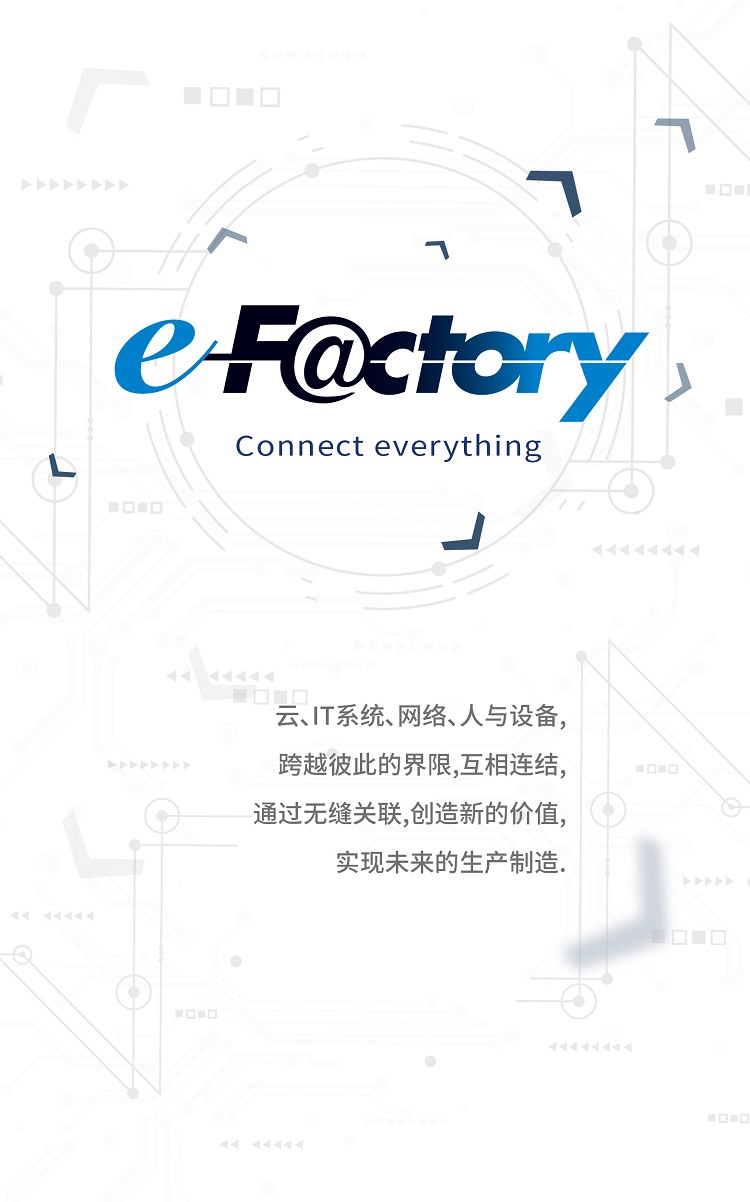 e-F@ctory
Connect everything
云、IT系统、网络、人与设备,
跨越彼此的界限,互相连结,
通过无缝关联,创造新的价值,
实现未来的生产制造.